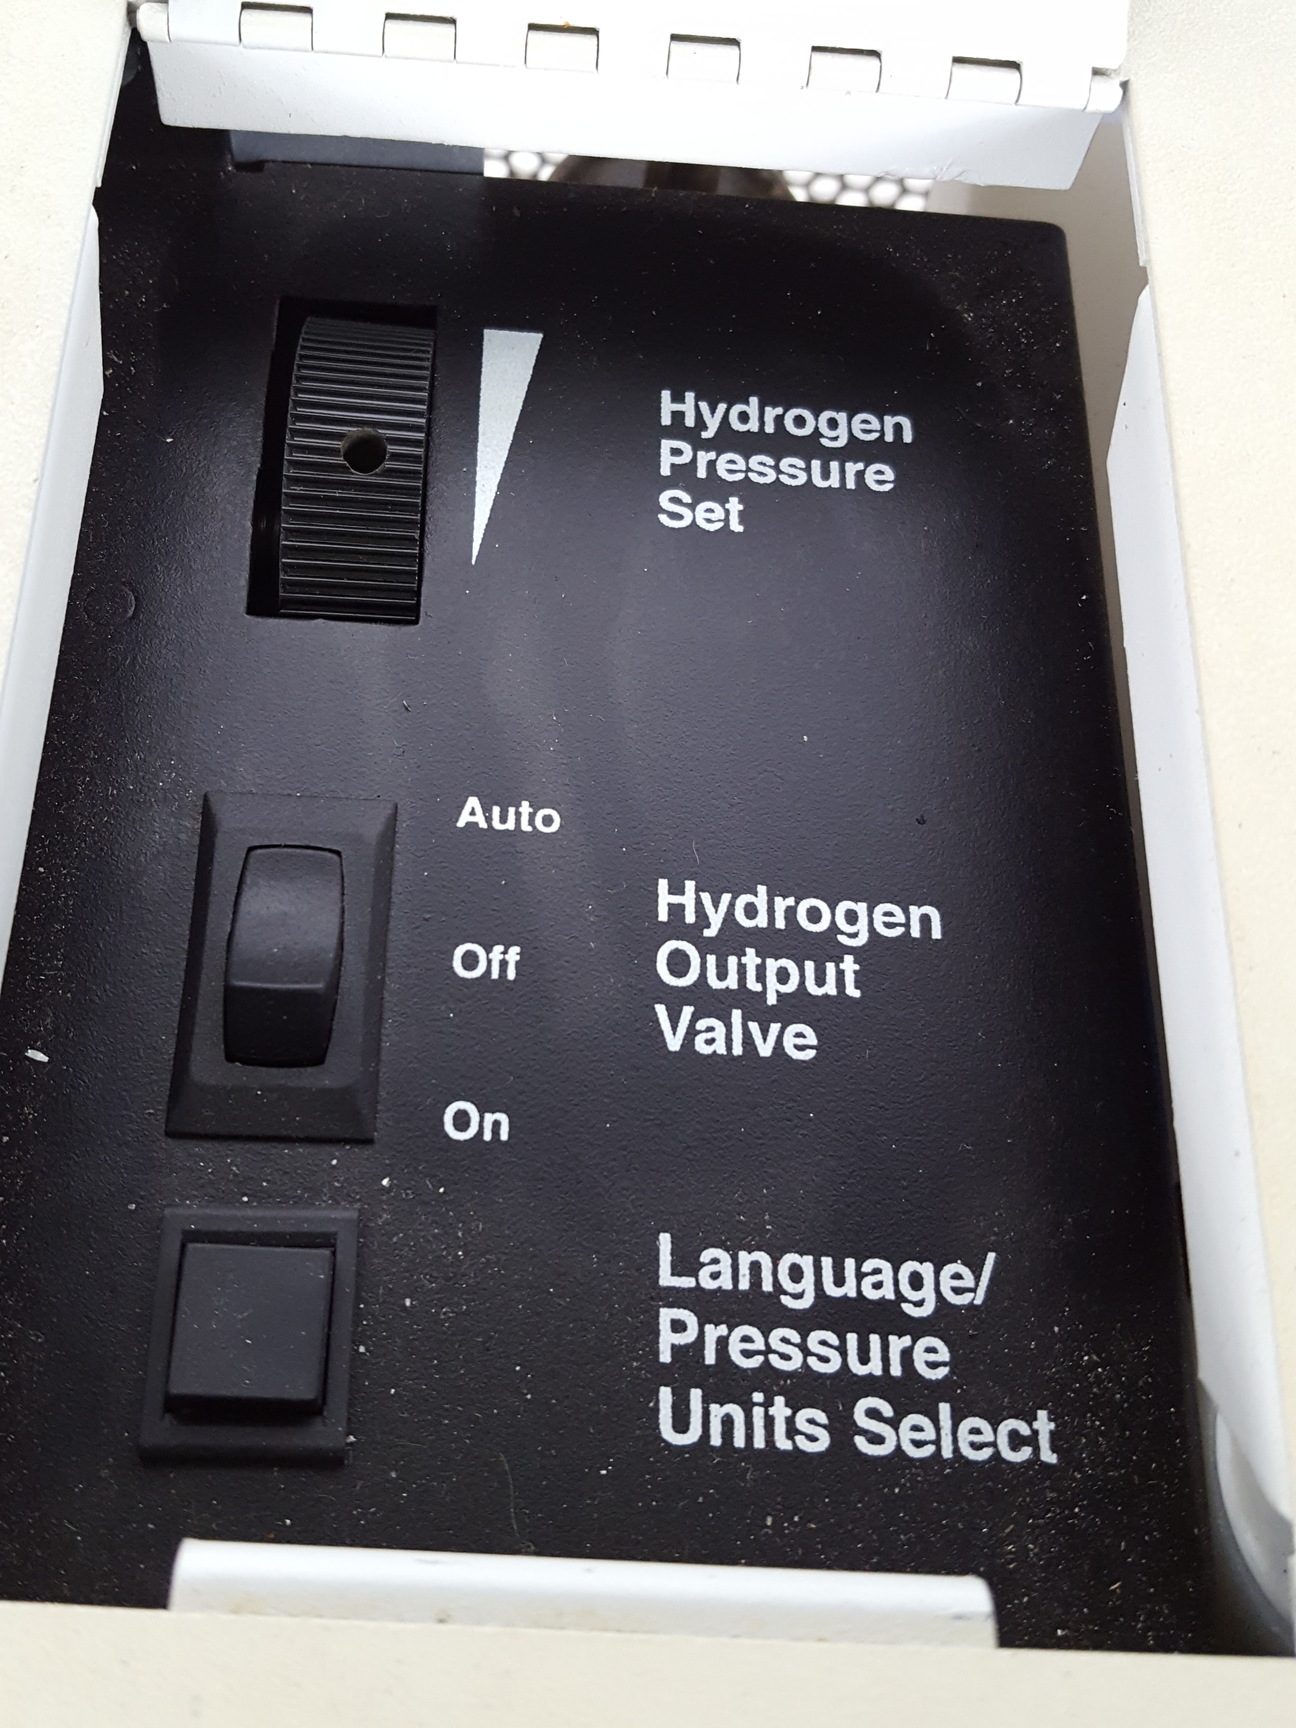 Hydrogen
Pressure
Set
Auto
Off
On
Hydrogen
Output
Valve
Language/
Pressure
Units Select